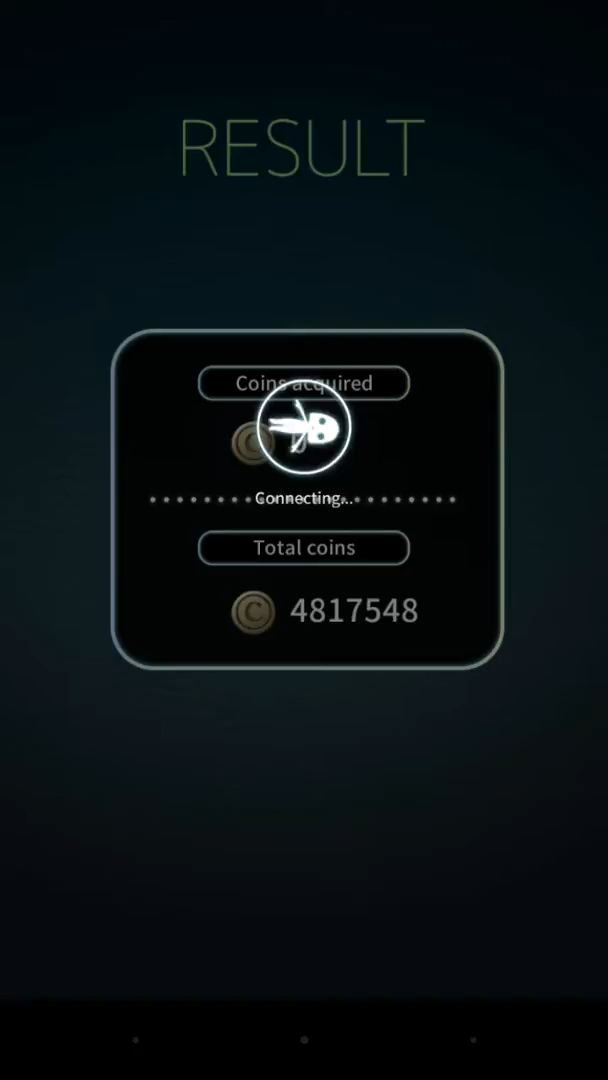 RESULT
Coins acquired
Connecting...
Total coins
C 4817548